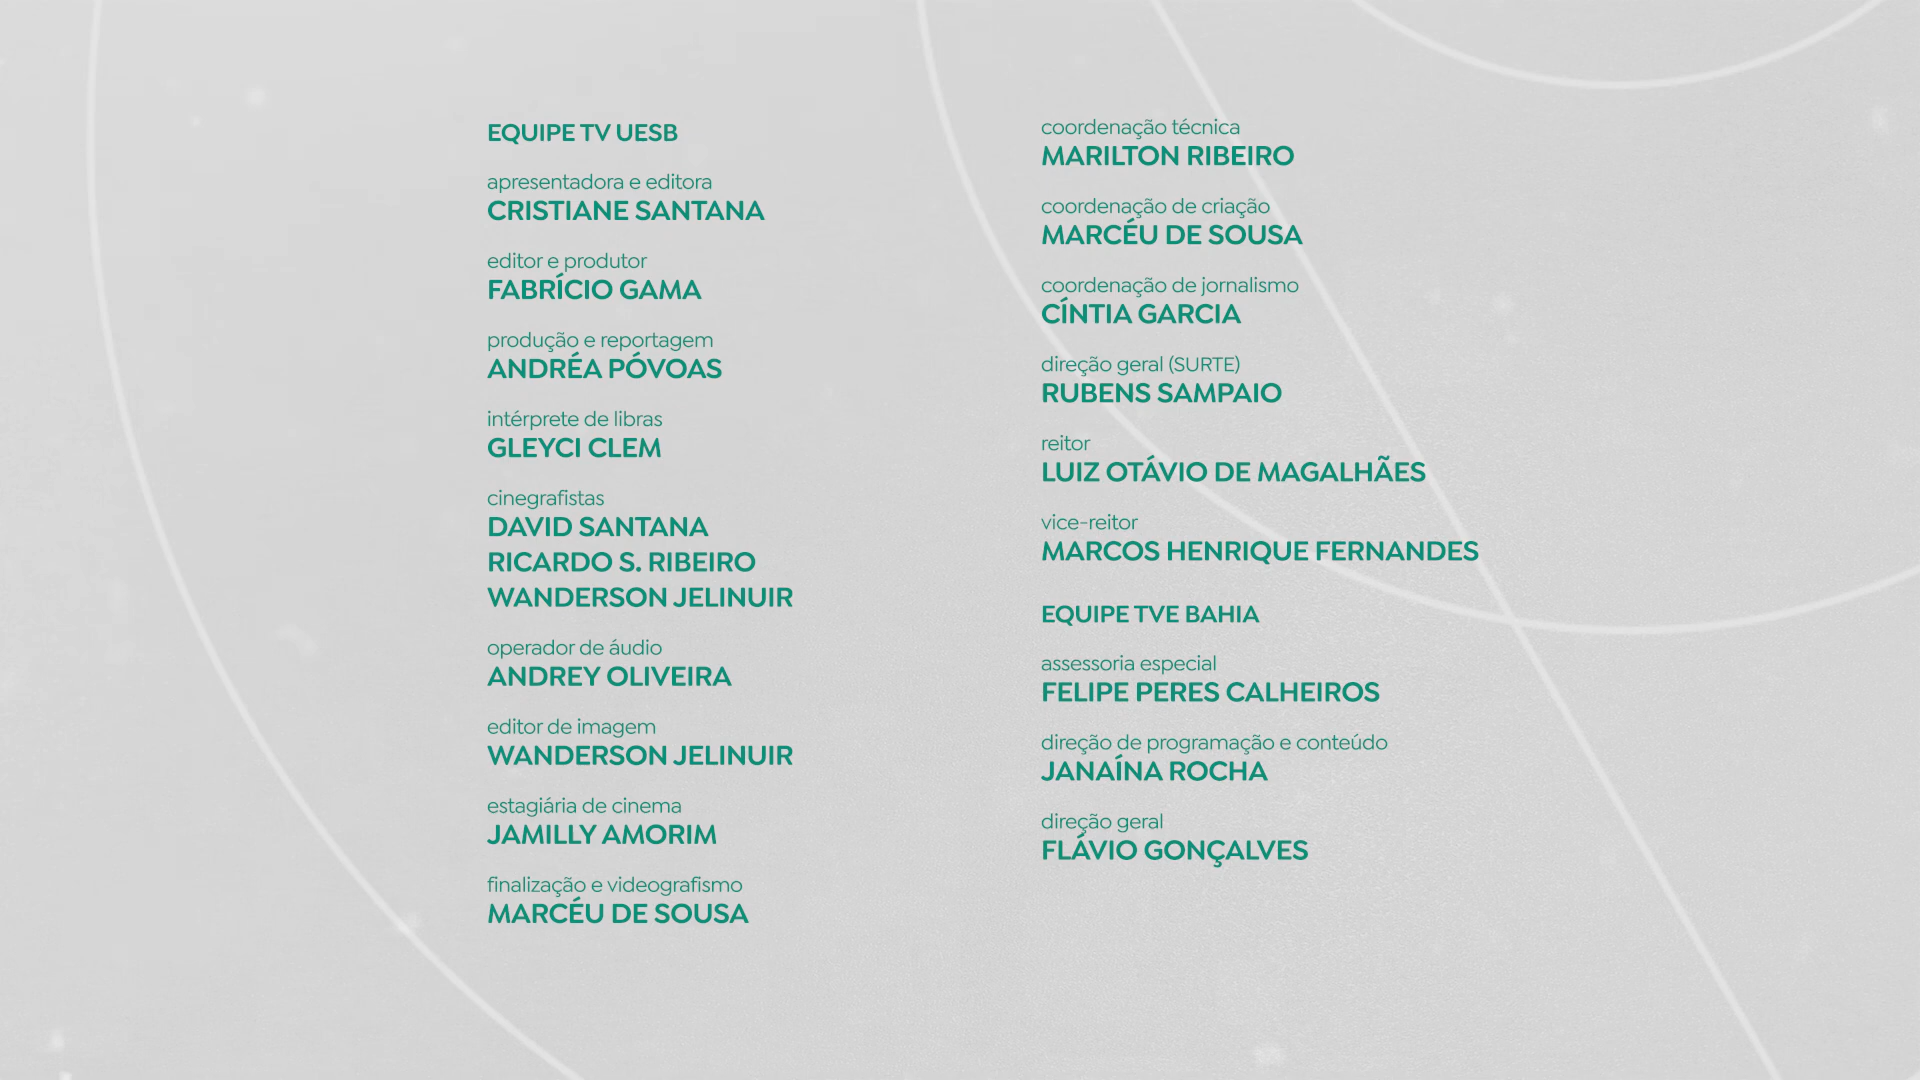 EQUIPE TV UESB
apresentadora e editora
CRISTIANE SANTANA
editor e produtor
FABRÍCIO GAMA
produção e reportagem
ANDRÉA PÓVOAS
intérprete de libras
GLEYCI CLEM
cinegrafistas
DAVID SANTANA
RICARDO S. RIBEIRO
WANDERSON JELINUIR
operador de áudio
ANDREY OLIVEIRA
editor de imagem
WANDERSON JELINUIR
estagiária de cinema
JAMILLY AMORIM
finalização e videografismo
MARCÉU DE SOUSA
coordenação técnica
MARILTON RIBEIRO
coordenação de criação
MARCÉU DE SOUSA
coordenação de jornalismo
CÍNTIA GARCIA
direção geral (SURTE)
RUBENS SAMPAIO
reitor
LUIZ OTÁVIO DE MAGALHÃES
vice-reitor
MARCOS HENRIQUE FERNANDES
EQUIPE TVE BAHIA
assessoria especial
FELIPE PERES CALHEIROS
direção de programação e conteúdo
JANAÍNA ROCHA
direção geral
FLÁVIO GONÇALVES